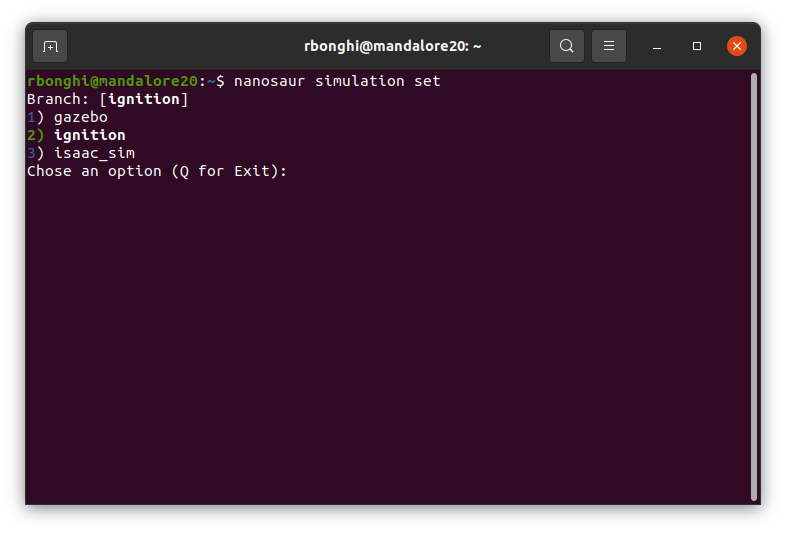 rbonghi@mandalore20: ~
rbonghi@mandalore20:~$ nanosaur simulation set
Branch: [ignition]
1) gazebo
2) ignition
3) isaac_sim
Chose an option (Q for Exit):